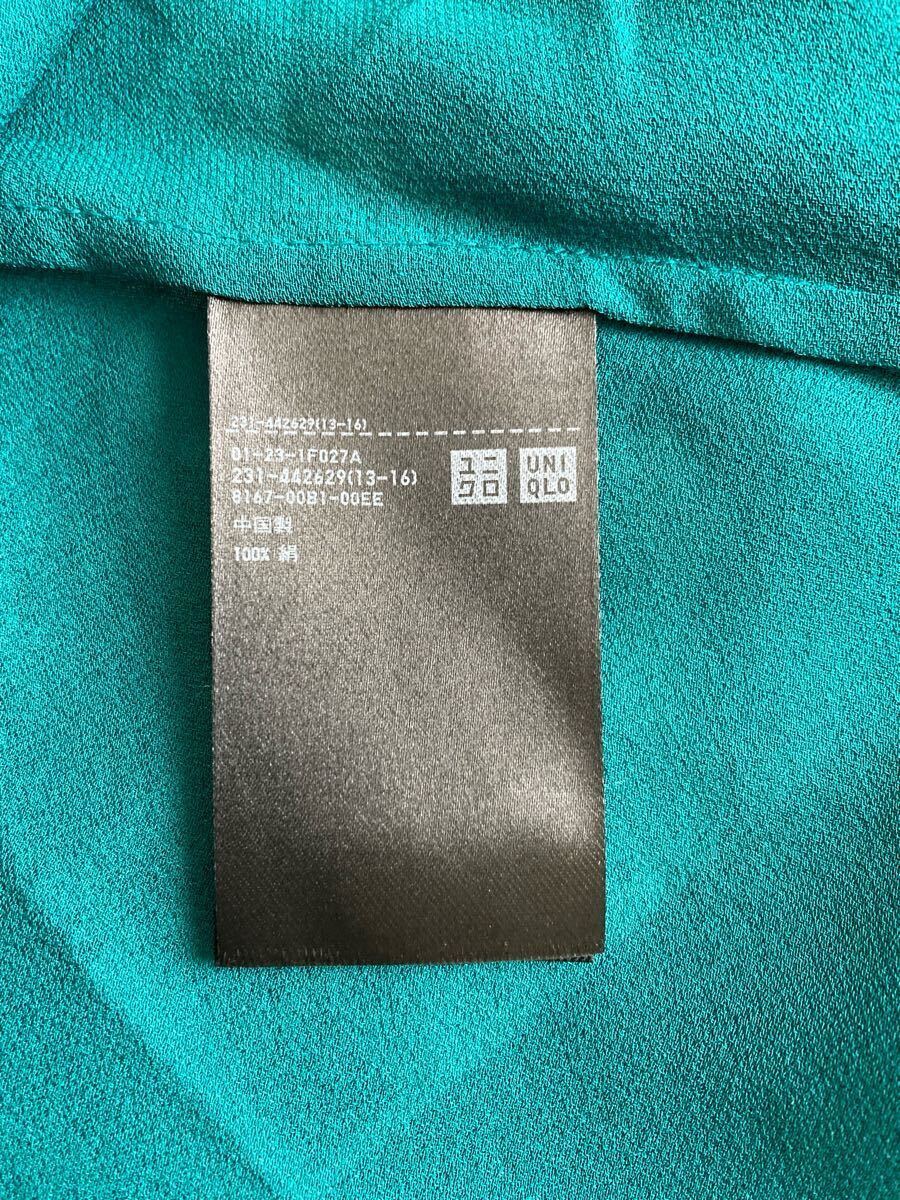 231-442629(13-16)
01-23-1F027A
231-442629(13-16)
8167-00B1-00EE
中国製
100% 絹
ユニ
クロ
UNI
QLO